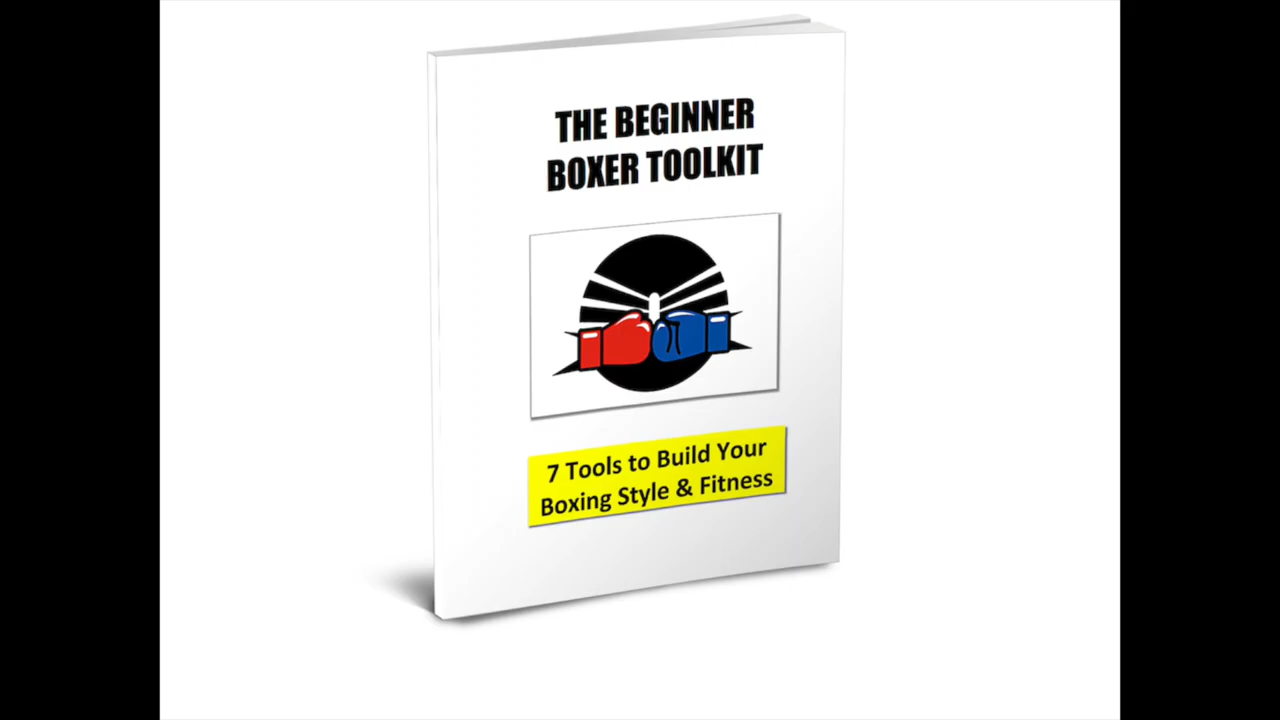 THE BEGINNER
BOXER TOOLKIT
7 Tools to Build Your
Boxing Style & Fitness